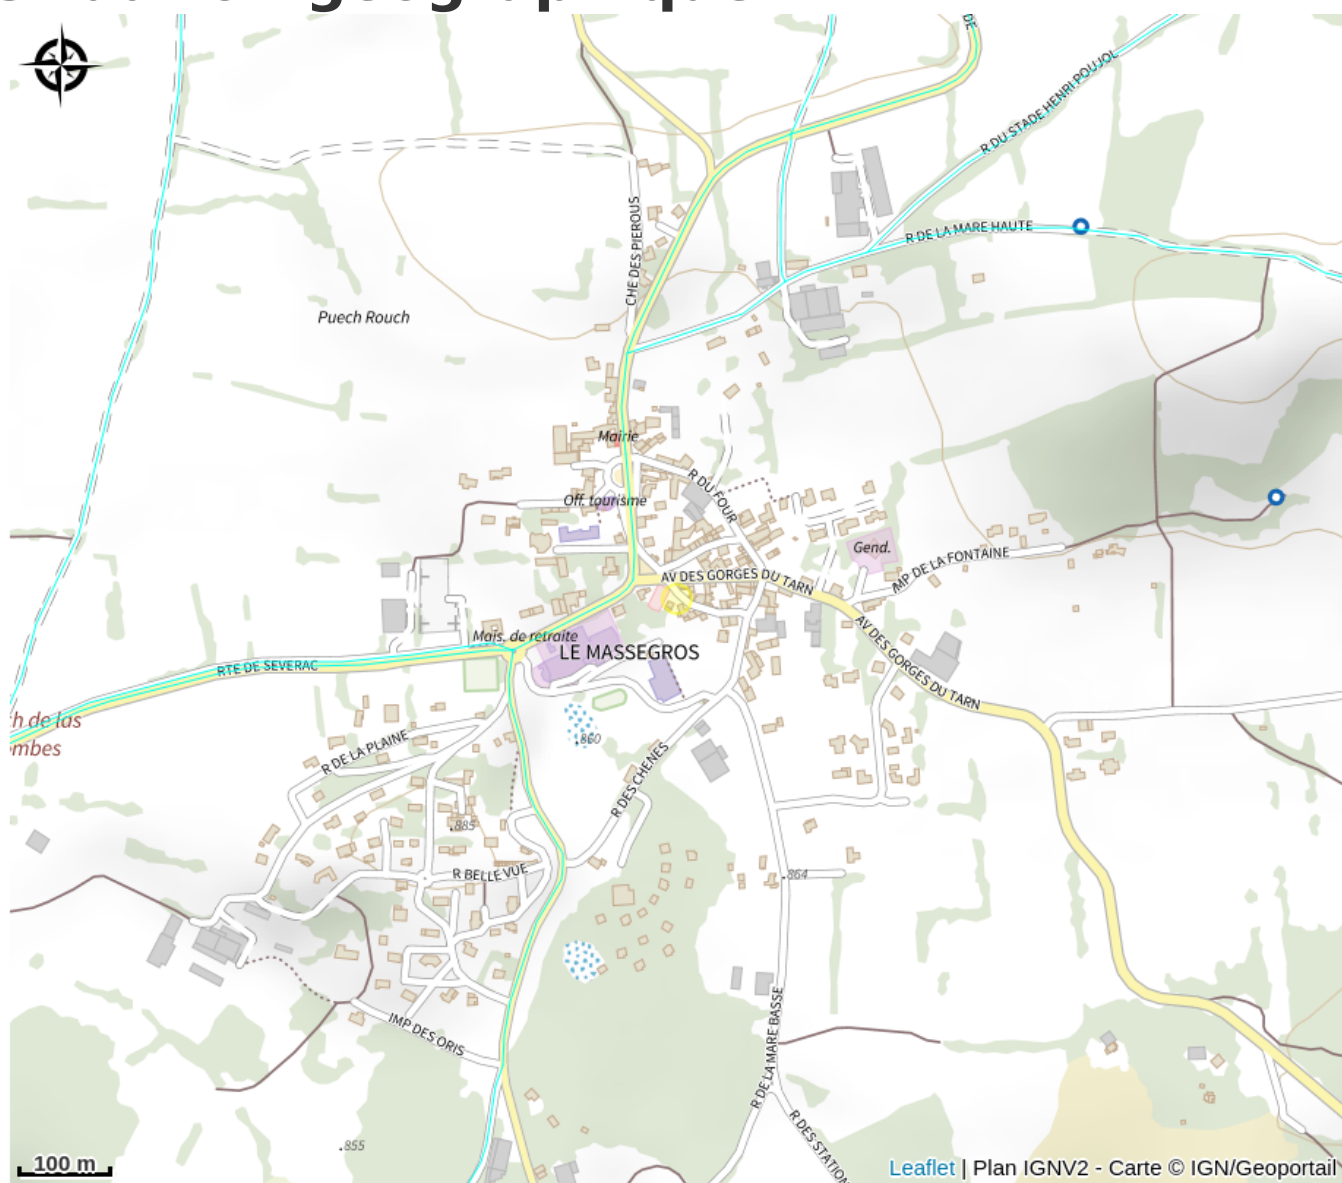 DE
R DU STADE HENRI POUJOL
CHE DES PIEROUS
R DE LA MARE HAUTE
Puech Rouch
Mairie
R DU FOUR
Off. tourisme
Gend.
IMP DE LA FONTAINE
AV DES GORGES DU TARN
Mais. de retraite
LE MASSEGROS
AV DES GORGES DU TARN
RTE DE SEVERAC
h de las
mbes
R DE LA PLAINE
860
R DES CHENES
885
R BELLE VUE
864
IMP DES ORIS
R DE LA MARE BASSE
R DES STATION
855
100 m
Leaflet | Plan IGNV2 - Carte © IGN/Geoportail